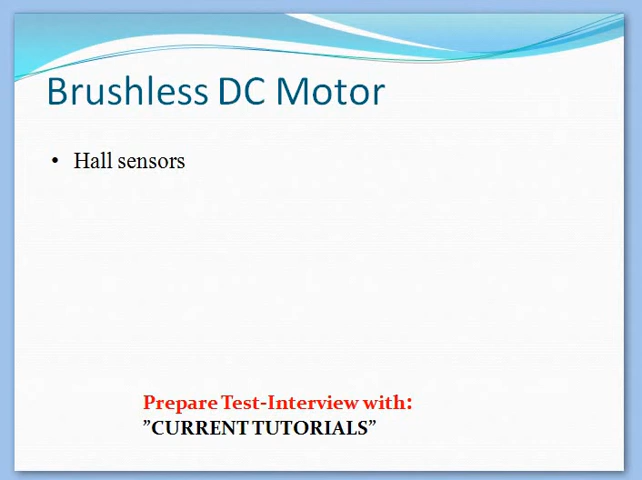 Brushless DC Motor
• Hall sensors
Prepare Test-Interview with:
”CURRENT TUTORIALS”